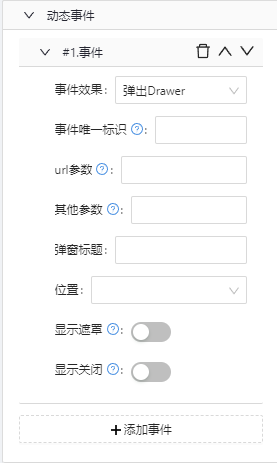 动态事件
#1.事件
事件效果: 弹出Drawer
事件唯一标识 ?:
url参数 ?:
其他参数 ?:
弹窗标题:
位置:
显示遮罩 ?:
显示关闭 ?:
+添加事件